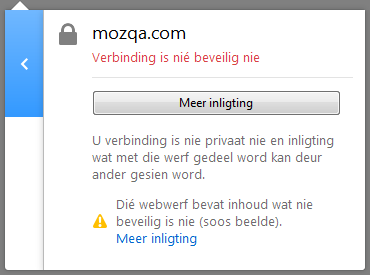 mozqa.com
Verbinding is nié beveilig nie
Meer inligting
U verbinding is nie privaat nie en inligting
wat met die werf gedeel word kan deur
ander gesien word.
Dié webwerf bevat inhoud wat nie
beveilig is nie (soos beelde).
Meer inligting